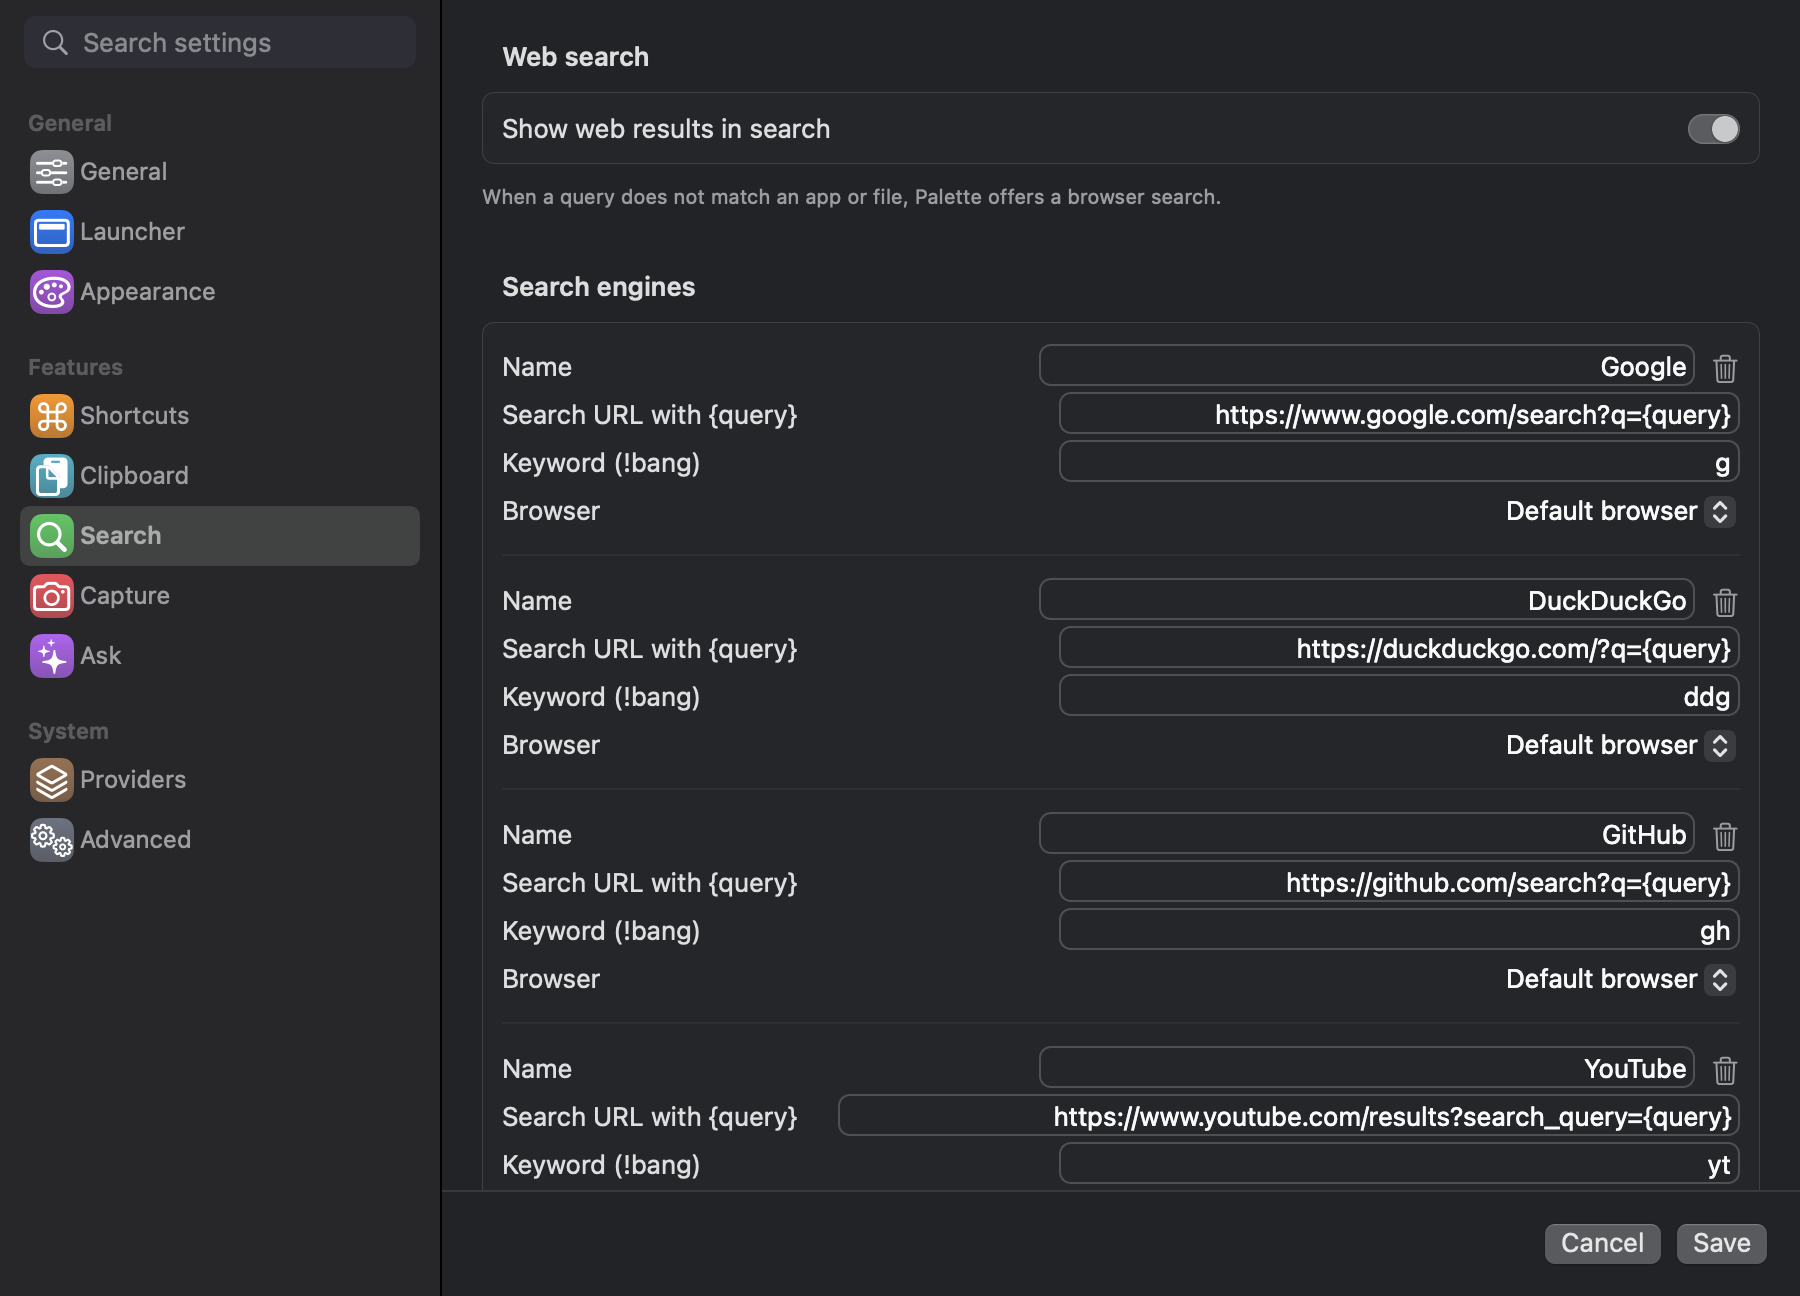 Search settings
General
General
Launcher
Appearance
Features
Shortcuts
Clipboard
Search
Capture
Ask
System
Providers
Advanced
Web search
Show web results in search
When a query does not match an app or file, Palette offers a browser search.
Search engines
Name Google
Search URL with {query} https://www.google.com/search?q={query}
Keyword (!bang) g
Browser Default browser
Name DuckDuckGo
Search URL with {query} https://duckduckgo.com/?q={query}
Keyword (!bang) ddg
Browser Default browser
Name GitHub
Search URL with {query} https://github.com/search?q={query}
Keyword (!bang) gh
Browser Default browser
Name YouTube
Search URL with {query} https://www.youtube.com/results?search_query={query}
Keyword (!bang) yt
Cancel Save